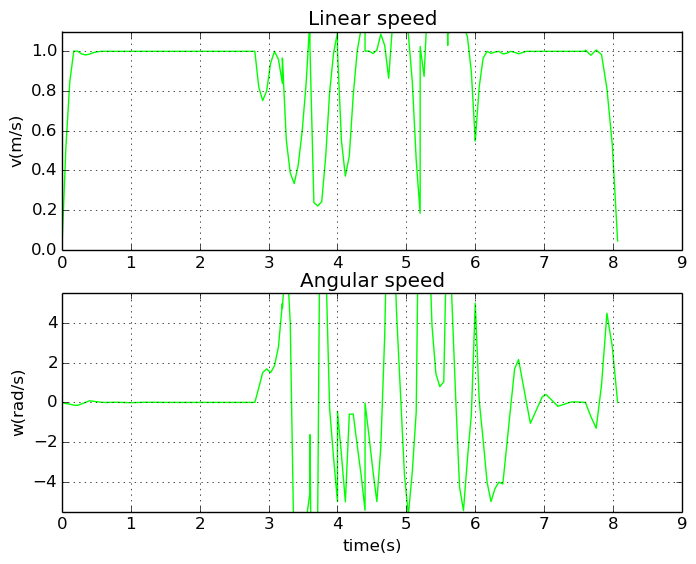 Linear speed
1.0
0.8
0.6
0.4
0.2
0.0
v(m/s)
0 1 2 3 4 5 6 7 8 9
Angular speed
4
2
0
−2
−4
w(rad/s)
0 1 2 3 4 5 6 7 8 9
time(s)